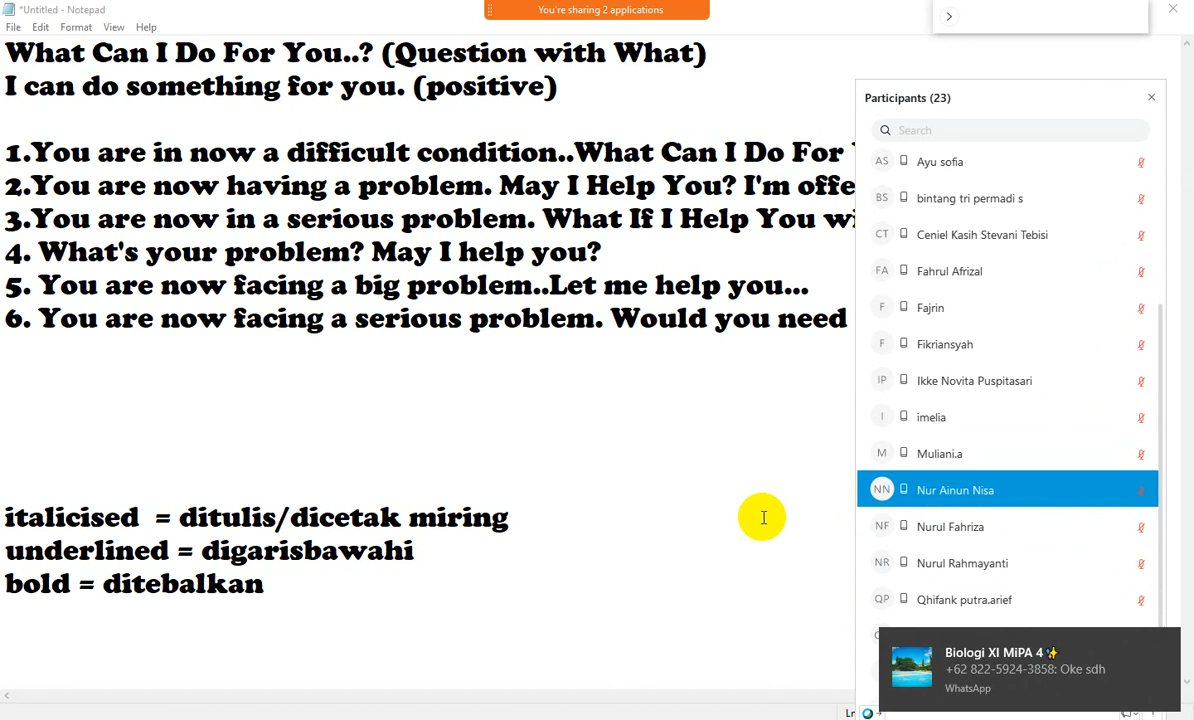 *Untitled - Notepad
File Edit Format View Help
You're sharing 2 applications
What Can I Do For You..? (Question with What)
I can do something for you. (positive)
1.You are in now a difficult condition..What Can I Do For
2.You are now having a problem. May I Help You? I'm offe
3.You are now in a serious problem. What If I Help You wi
4. What's your problem? May I help you?
5. You are now facing a big problem..Let me help you...
6. You are now facing a serious problem. Would you need
italicised = ditulis/dicetak miring
underlined = digarisbawahi
bold = ditebalkan
Ln
Participants (23)
Search
AS Ayu sofia
BS bintang tri permadi s
CT Ceniel Kasih Stevani Tebisi
FA Fahrul Afrizal
F Fajrin
F Fikriansyah
IP Ikke Novita Puspitasari
I imelia
M Muliani.a
NN Nur Ainun Nisa
NF Nurul Fahriza
NR Nurul Rahmayanti
QP Qhifank putra.arief
Biologi XI MiPA 4✨
+62 822-5924-3858: Oke sdh
WhatsApp